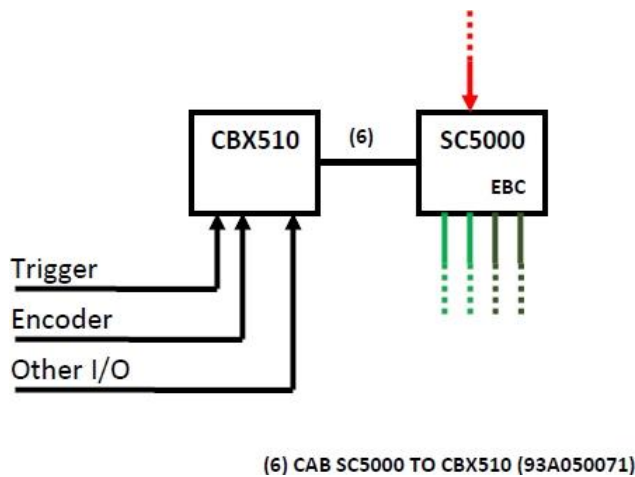 CBX510
(6)
SC5000
EBC
Trigger
Encoder
Other I/O
(6) CAB SC5000 TO CBX510 (93A050071)